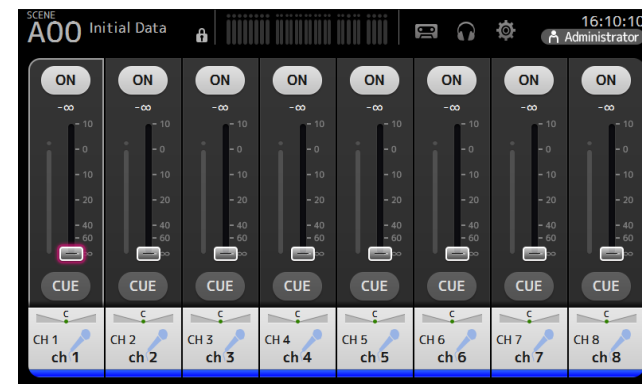 SCENE
A00 Initial Data
16:10:10
Administrator
ON ON ON ON ON ON ON ON
-∞ -∞ -∞ -∞ -∞ -∞ -∞ -∞
10 10 10 10 10 10 10 10
0 0 0 0 0 0 0 0
10 10 10 10 10 10 10 10
20 20 20 20 20 20 20 20
40 40 40 40 40 40 40 40
60 60 60 60 60 60 60 60
∞ ∞ ∞ ∞ ∞ ∞ ∞ ∞
CUE CUE CUE CUE CUE CUE CUE CUE
C C C C C C C C
CH 1 CH 2 CH 3 CH 4 CH 5 CH 6 CH 7 CH 8
ch 1 ch 2 ch 3 ch 4 ch 5 ch 6 ch 7 ch 8